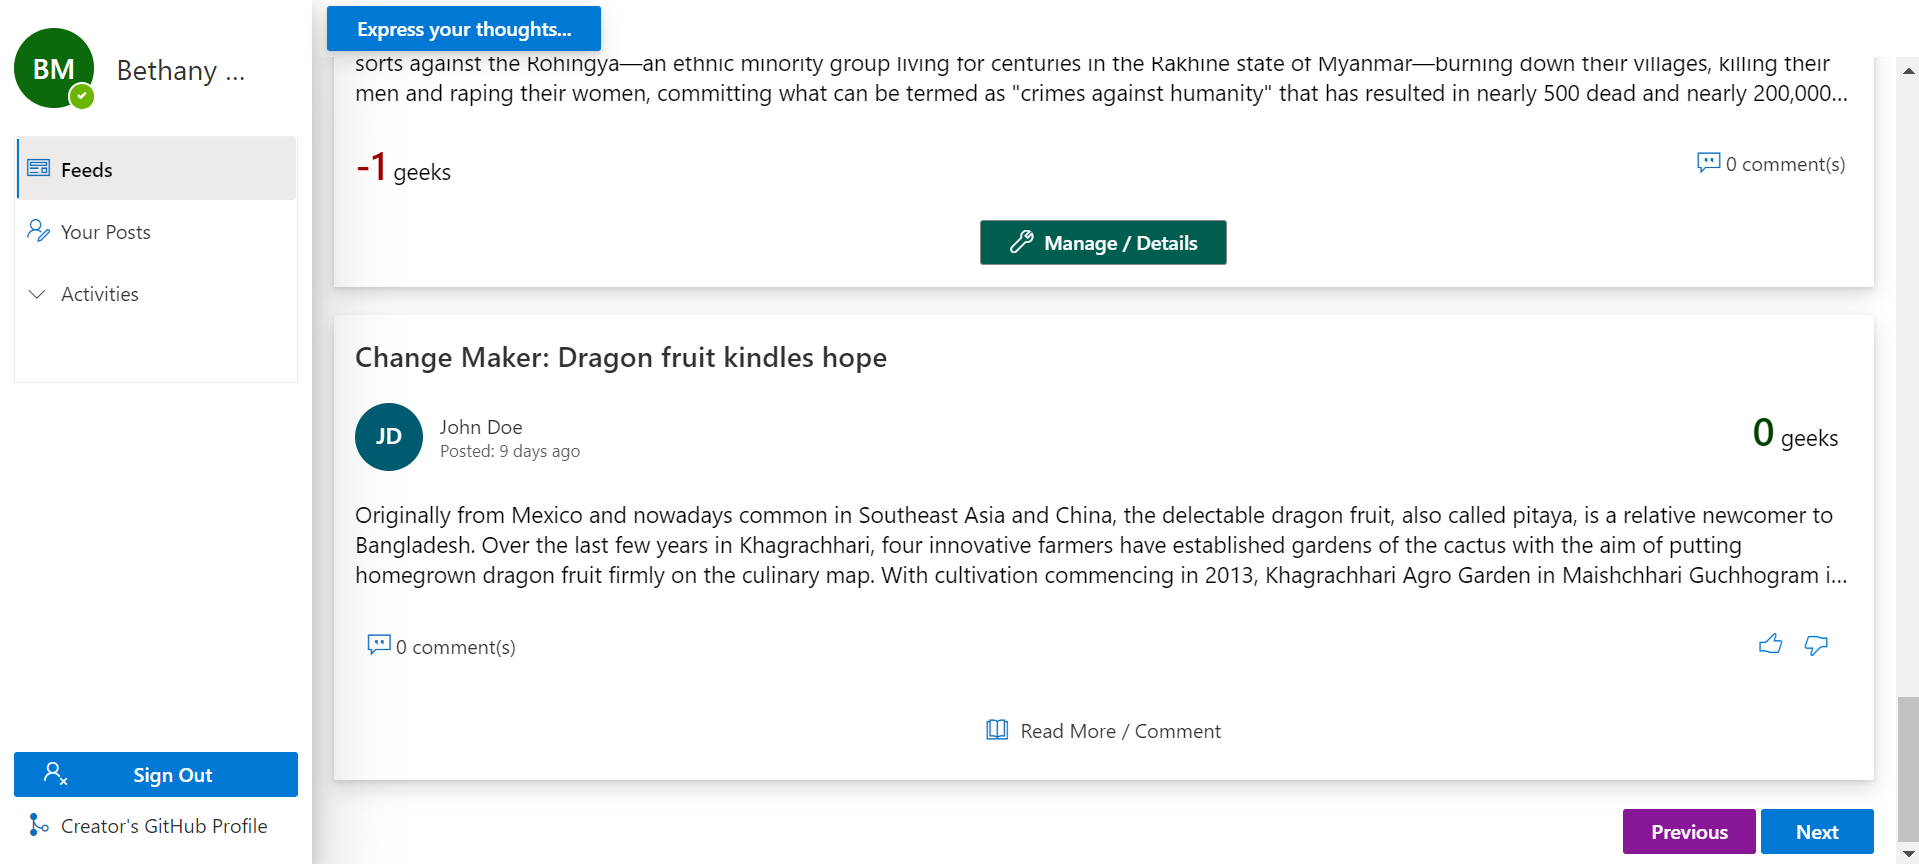 BM
Bethany ...
Feeds
Your Posts
Activities
Sign Out
Creator's GitHub Profile
Express your thoughts...
sorts against the Rohingya—an ethnic minority group living for centuries in the Rakhine state of Myanmar—burning down their villages, killing their
men and raping their women, committing what can be termed as "crimes against humanity" that has resulted in nearly 500 dead and nearly 200,000...
-1 geeks
0 comment(s)
Manage / Details
Change Maker: Dragon fruit kindles hope
JD
John Doe
Posted: 9 days ago
0 geeks
Originally from Mexico and nowadays common in Southeast Asia and China, the delectable dragon fruit, also called pitaya, is a relative newcomer to
Bangladesh. Over the last few years in Khagrachhari, four innovative farmers have established gardens of the cactus with the aim of putting
homegrown dragon fruit firmly on the culinary map. With cultivation commencing in 2013, Khagrachhari Agro Garden in Maishchhari Guchhogram i...
0 comment(s)
Read More / Comment
Previous
Next